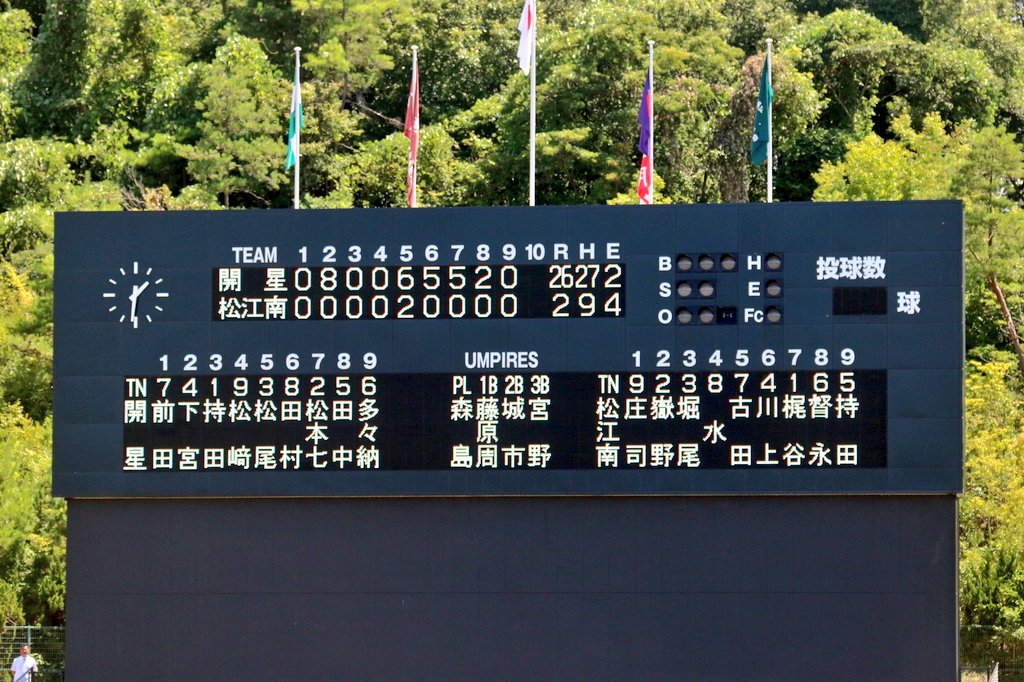 TEAM 1 2 3 4 5 6 7 8 9 10 R H E
開 星 0 8 0 0 6 5 5 2 0 26 27 2
松江南 0 0 0 0 2 0 0 0 0 2 9 4
B H 投球数
S E 球
O Fc
1 2 3 4 5 6 7 8 9 UMPIRES 1 2 3 4 5 6 7 8 9
TN 7 4 1 9 3 8 2 5 6 PL 1B 2B 3B TN 9 2 3 8 7 4 1 6 5
開 前 下 持 松 松 田 松 田 多 森 藤 城 宮 松 庄 嶽 堀 古 川 梶 督 持
本 々 原 江 水
星 田 宮 田 﨑 尾 村 七 中 納 島 周 市 野 南 司 野 尾 田 上 谷 永 田